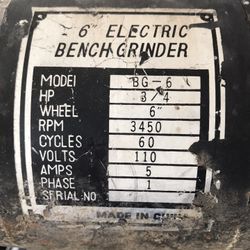 - 6" ELECTRIC
BENCH GRINDER
MODEL BG-6
HP 3/4
WHEEL 6"
RPM 3450
CYCLES 60
VOLTS 110
AMPS 5
PHASE 1
SERIAL NO
MADE IN CHINA